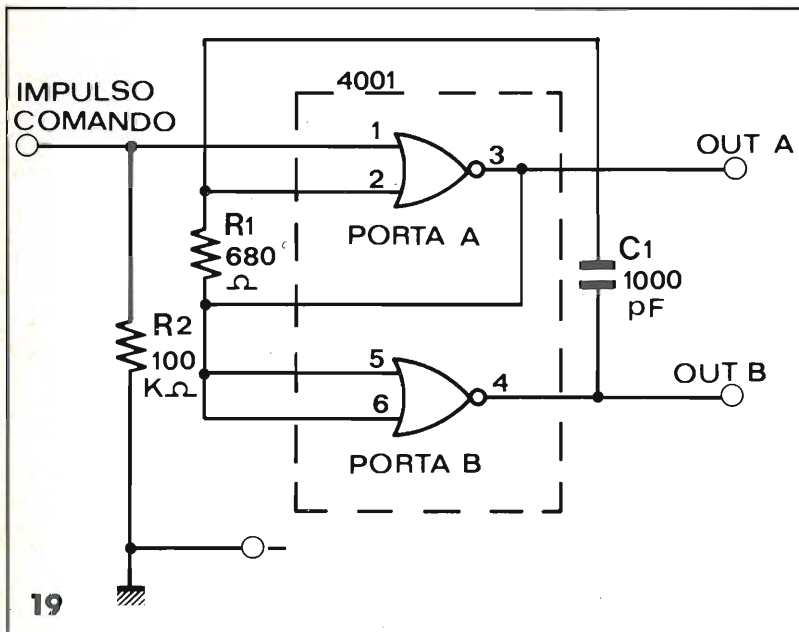 IMPULSO
COMANDO
4001
1
2
3
OUT A
PORTA A
R1
680
Ω
C1
1000
pF
R2
100
KΩ
5
6
4
OUT B
PORTA B
−
19